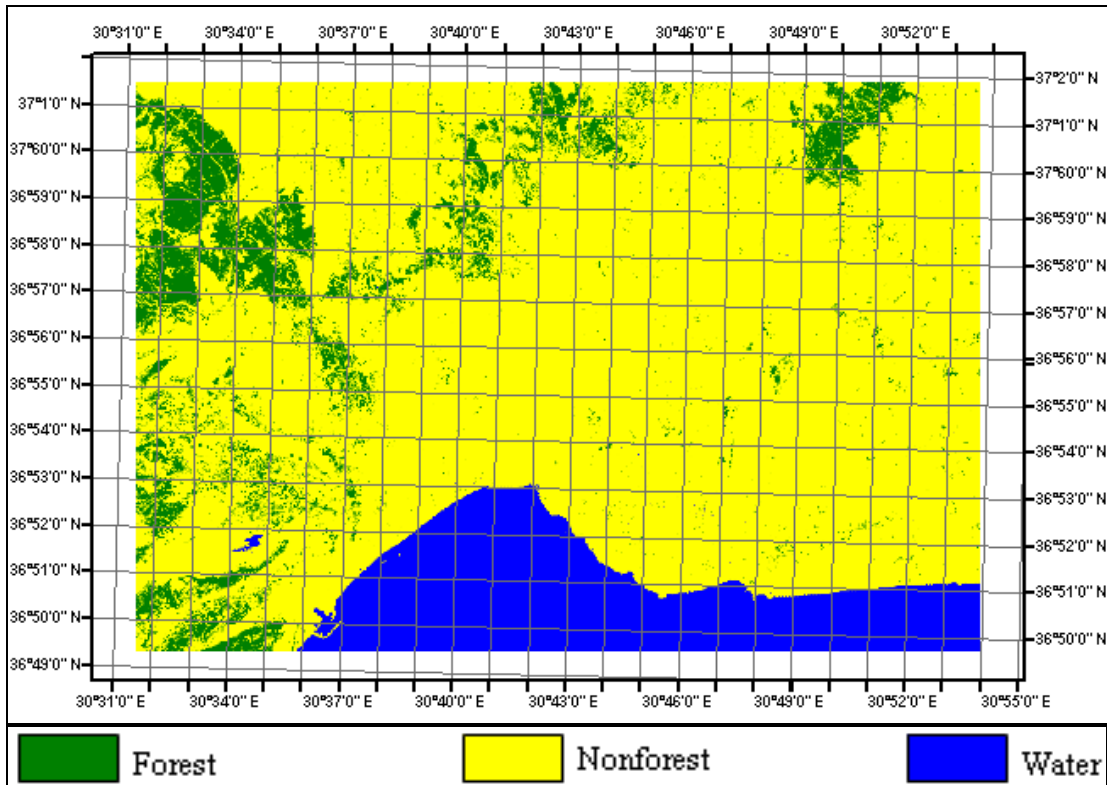 30°31'0" E 30°34'0" E 30°37'0" E 30°40'0" E 30°43'0" E 30°46'0" E 30°49'0" E 30°52'0" E
37°2'0" N
37°1'0" N 37°1'0" N
37°60'0" N 37°60'0" N
36°59'0" N 36°59'0" N
36°58'0" N 36°58'0" N
36°57'0" N 36°57'0" N
36°56'0" N 36°56'0" N
36°55'0" N 36°55'0" N
36°54'0" N 36°54'0" N
36°53'0" N 36°53'0" N
36°52'0" N 36°52'0" N
36°51'0" N 36°51'0" N
36°50'0" N 36°50'0" N
36°49'0" N
30°31'0" E 30°34'0" E 30°37'0" E 30°40'0" E 30°43'0" E 30°46'0" E 30°49'0" E 30°52'0" E 30°55'0" E
Forest Nonforest Water